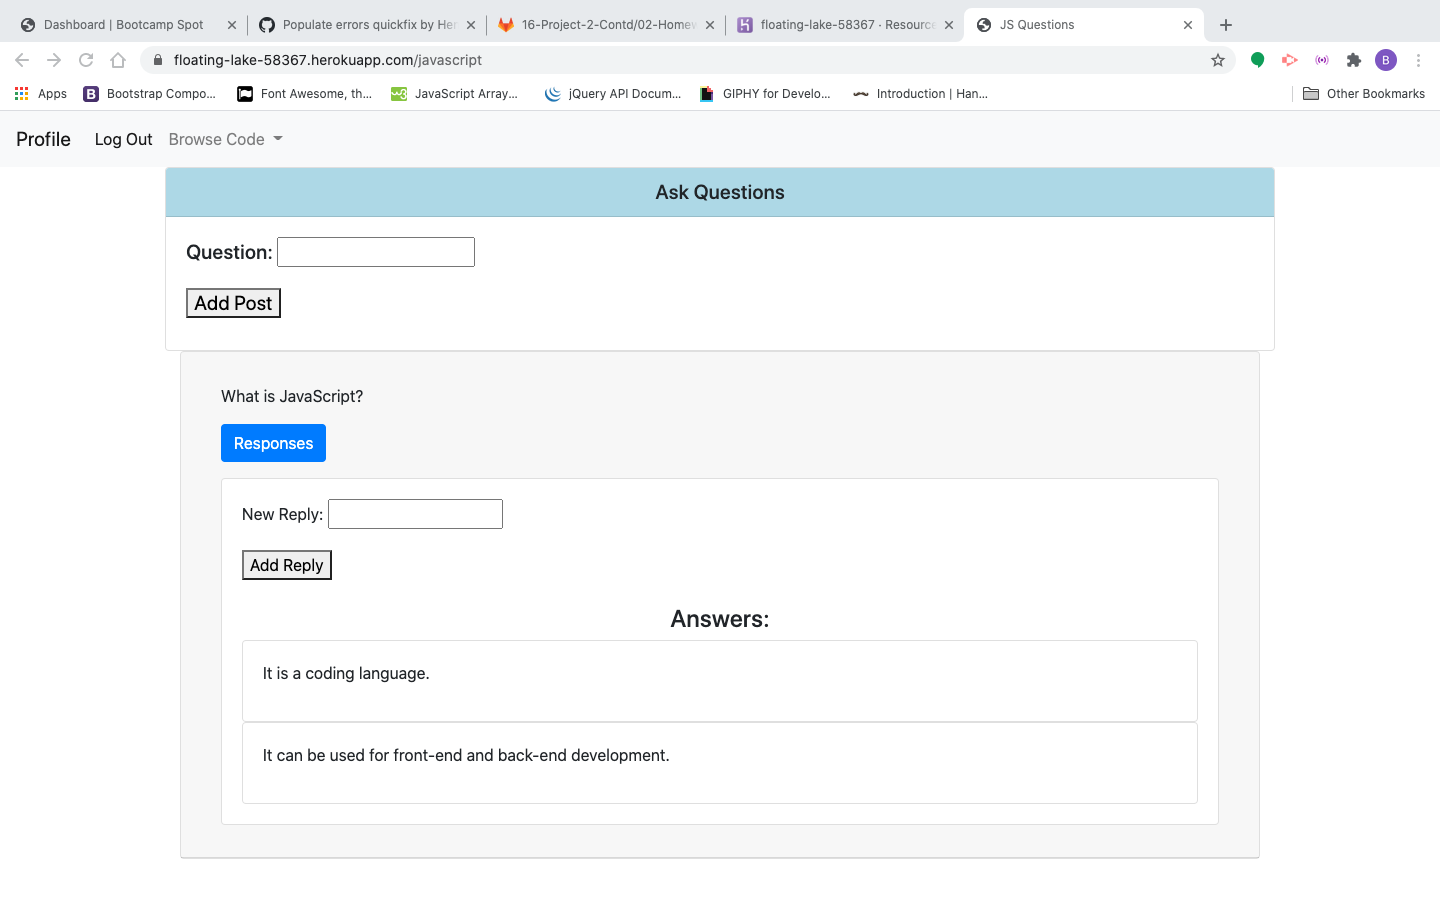 Dashboard | Bootcamp Spot
Populate errors quickfix by Her
16-Project-2-Contd/02-Homew
floating-lake-58367 · Resource
JS Questions
floating-lake-58367.herokuapp.com/javascript
B
Apps
B
Bootstrap Compo...
Font Awesome, th...
JavaScript Array...
jQuery API Docum...
GIPHY for Develo...
Introduction | Han...
Other Bookmarks
Profile Log Out Browse Code
Ask Questions
Question:
Add Post
What is JavaScript?
Responses
New Reply:
Add Reply
Answers:
It is a coding language.
It can be used for front-end and back-end development.